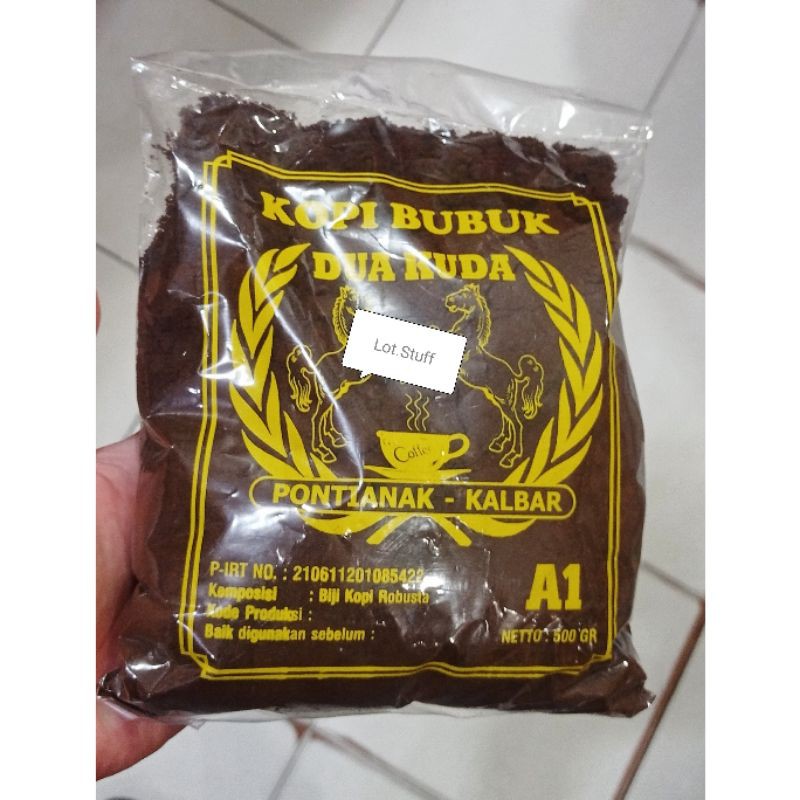 KOPI BUBUK
DUA KUDA
Lot.Stuff
Coffee
PONTIANAK - KALBAR
P-IRT NO. : 210611201085422
Komposisi : Biji Kopi Robusta
Kode Produksi :
Baik digunakan sebelum :
A1
NETTO : 500 GR